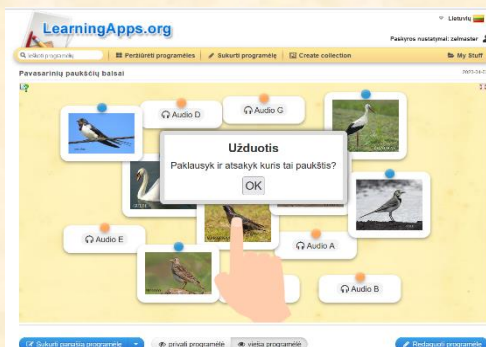 LearningApps.org
Lietuvių
Paskyros nustatymai: zelmaster
Peržiūrėti programėles
Sukurti programėlę
Create collection
My Stuff
Pavasarinių paukščių balsai
Audio D
Audio G
Užduotis
Paklausyk ir atsakyk kuris tai paukštis?
OK
Audio E
Audio A
Audio B
Sukurti panašią programėlę
privati programėlė
vieša programėlė
Redaguoti programėlę